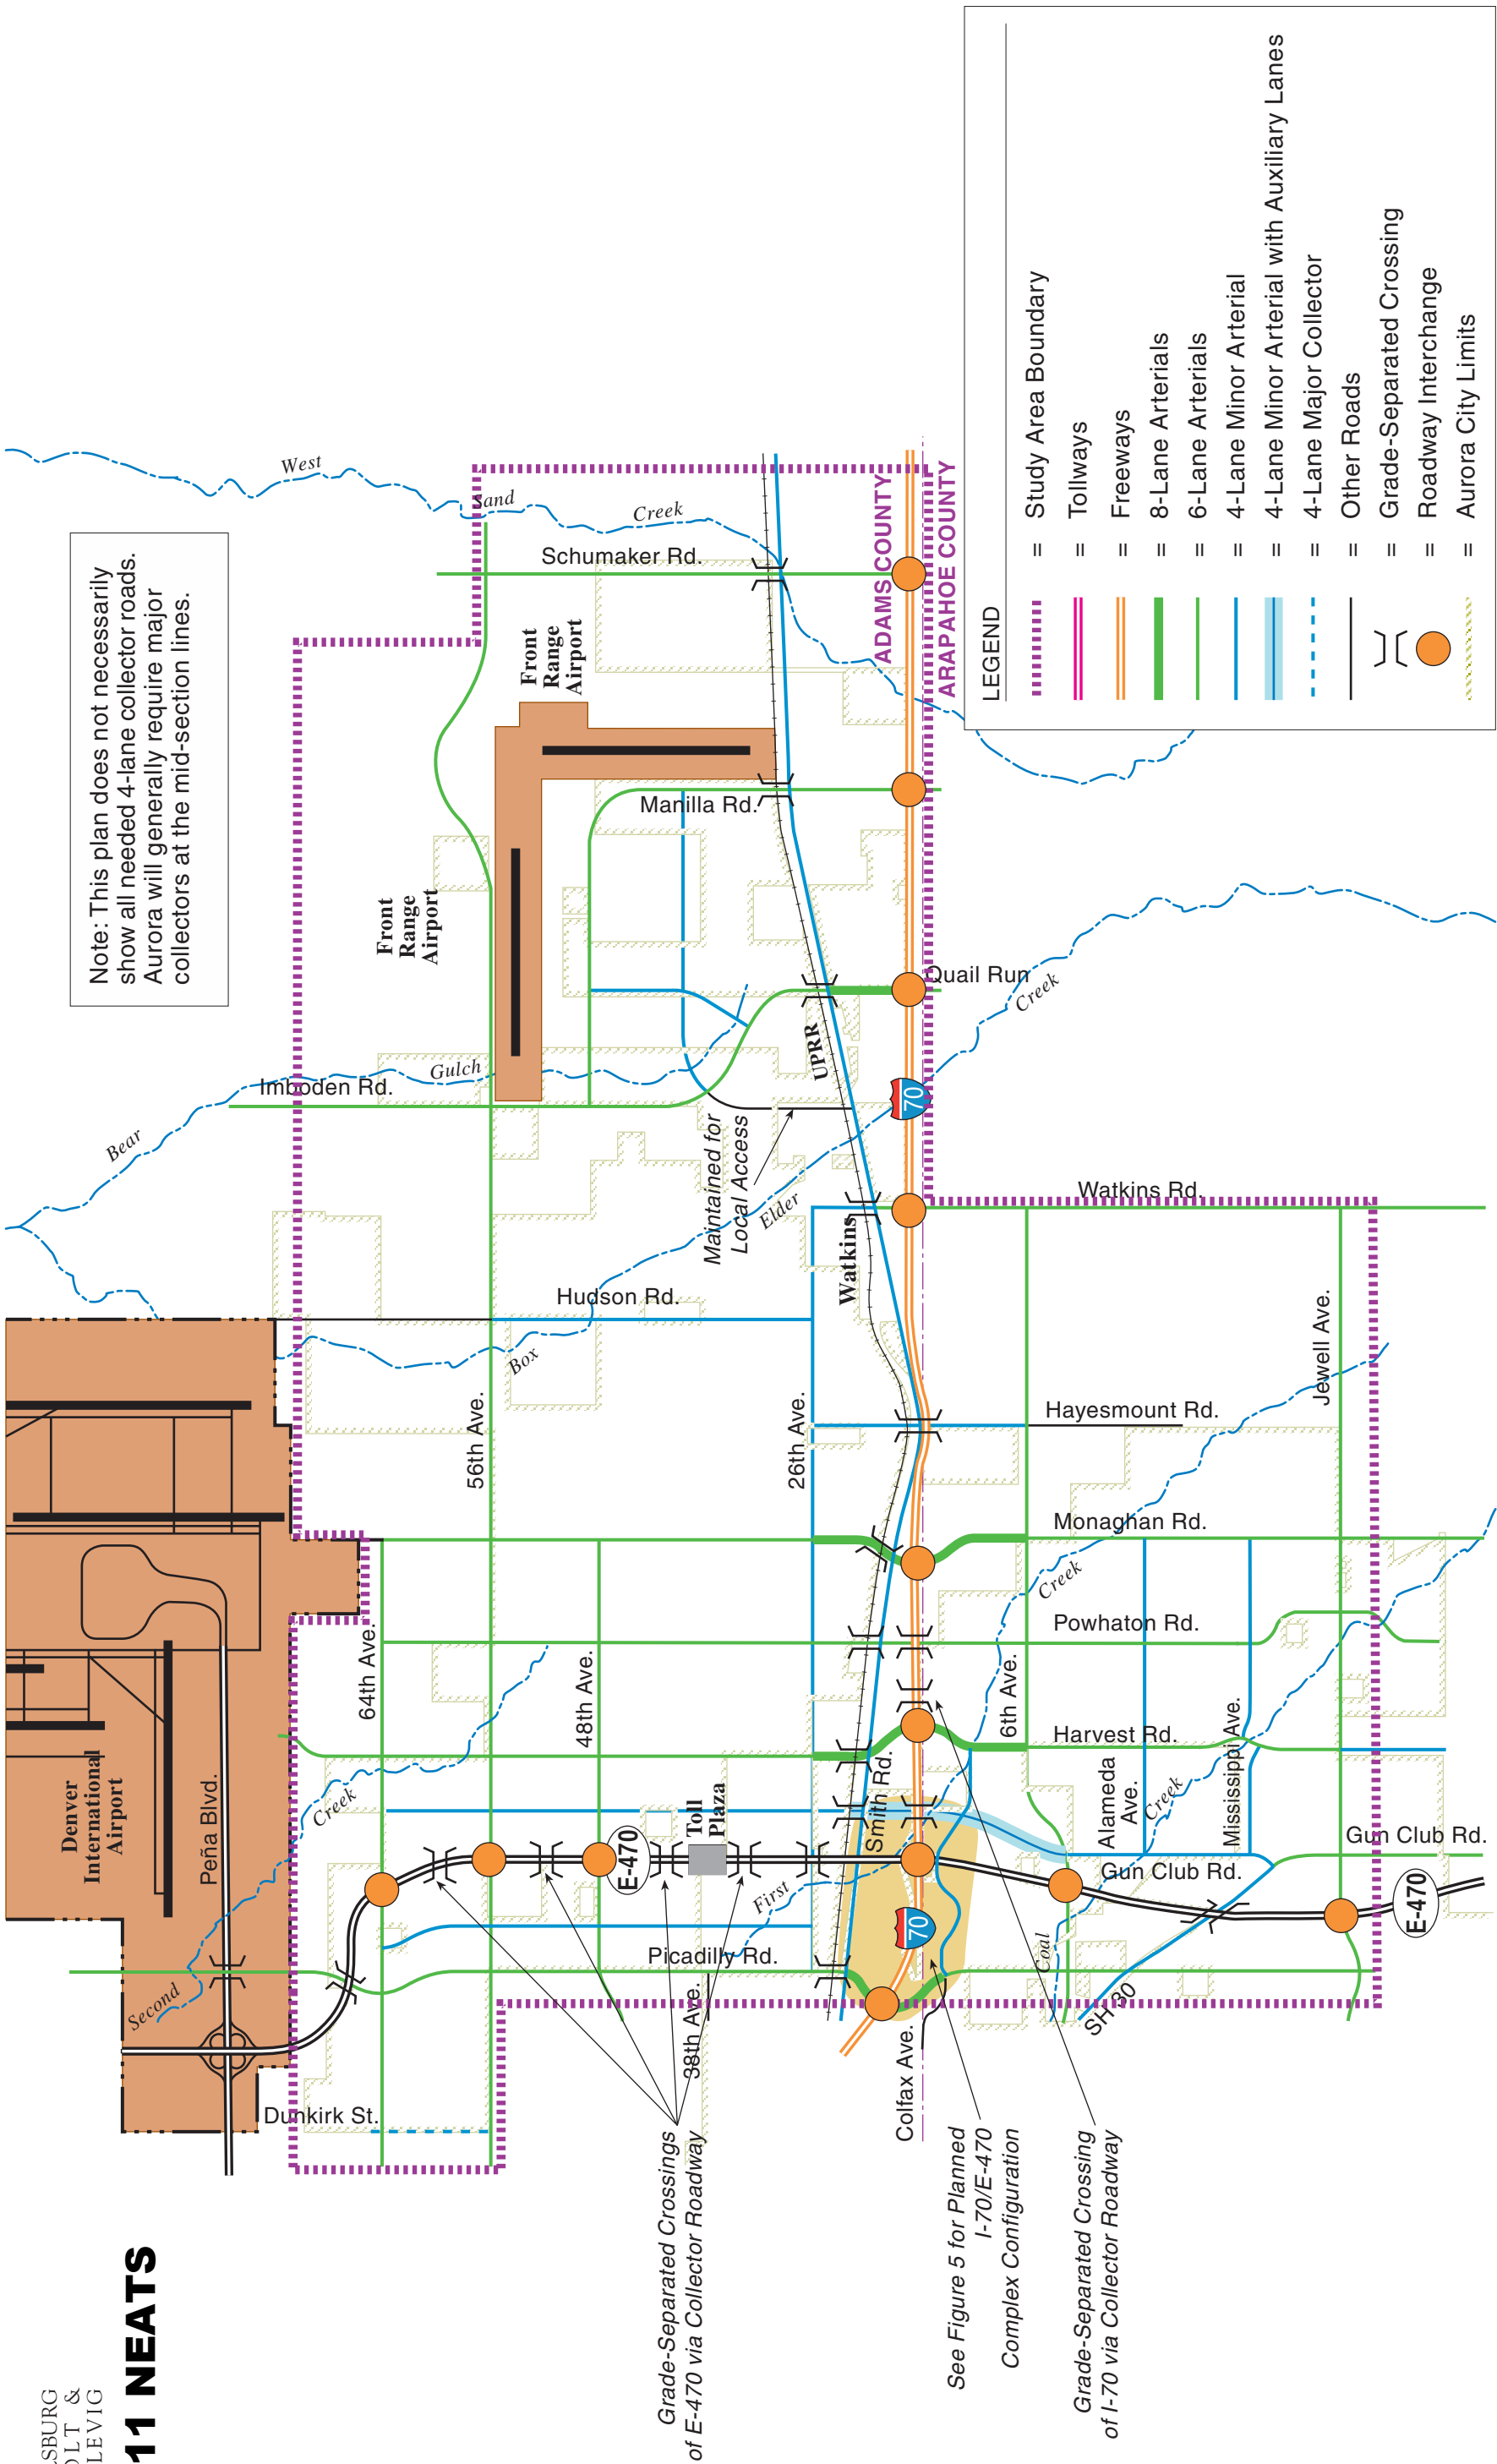 SBURG
LT &
LEVIG
11 NEATS
Note: This plan does not necessarily
show all needed 4-lane collector roads.
Aurora will generally require major
collectors at the mid-section lines.
Denver
International
Airport
Peña Blvd.
Second
Creek
Dunkirk St.
64th Ave.
56th Ave.
48th Ave.
38th Ave.
26th Ave.
Picadilly Rd.
E-470
Toll
Plaza
First
Smith Rd.
Colfax Ave.
70
Hudson Rd.
Box
Elder
Creek
Bear
Gulch
Imboden Rd.
Front
Range
Airport
Front
Range
Airport
Manilla Rd.
Schumaker Rd.
West
Sand
Creek
Maintained for
Local Access
UPRR
Watkins
70
Quail Run
ADAMS COUNTY
ARAPAHOE COUNTY
Watkins Rd.
Hayesmount Rd.
Monaghan Rd.
Powhaton Rd.
Harvest Rd.
6th Ave.
Creek
Alameda
Ave.
Creek
Mississippi Ave.
Jewell Ave.
Gun Club Rd.
Gun Club Rd.
Coal
SH 30
E-470
Grade-Separated Crossings
of E-470 via Collector Roadway
See Figure 5 for Planned
I-70/E-470
Complex Configuration
Grade-Separated Crossing
of I-70 via Collector Roadway
LEGEND
= Study Area Boundary
= Tollways
= Freeways
= 8-Lane Arterials
= 6-Lane Arterials
= 4-Lane Minor Arterial
= 4-Lane Minor Arterial with Auxiliary Lanes
= 4-Lane Major Collector
= Other Roads
= Grade-Separated Crossing
= Roadway Interchange
= Aurora City Limits